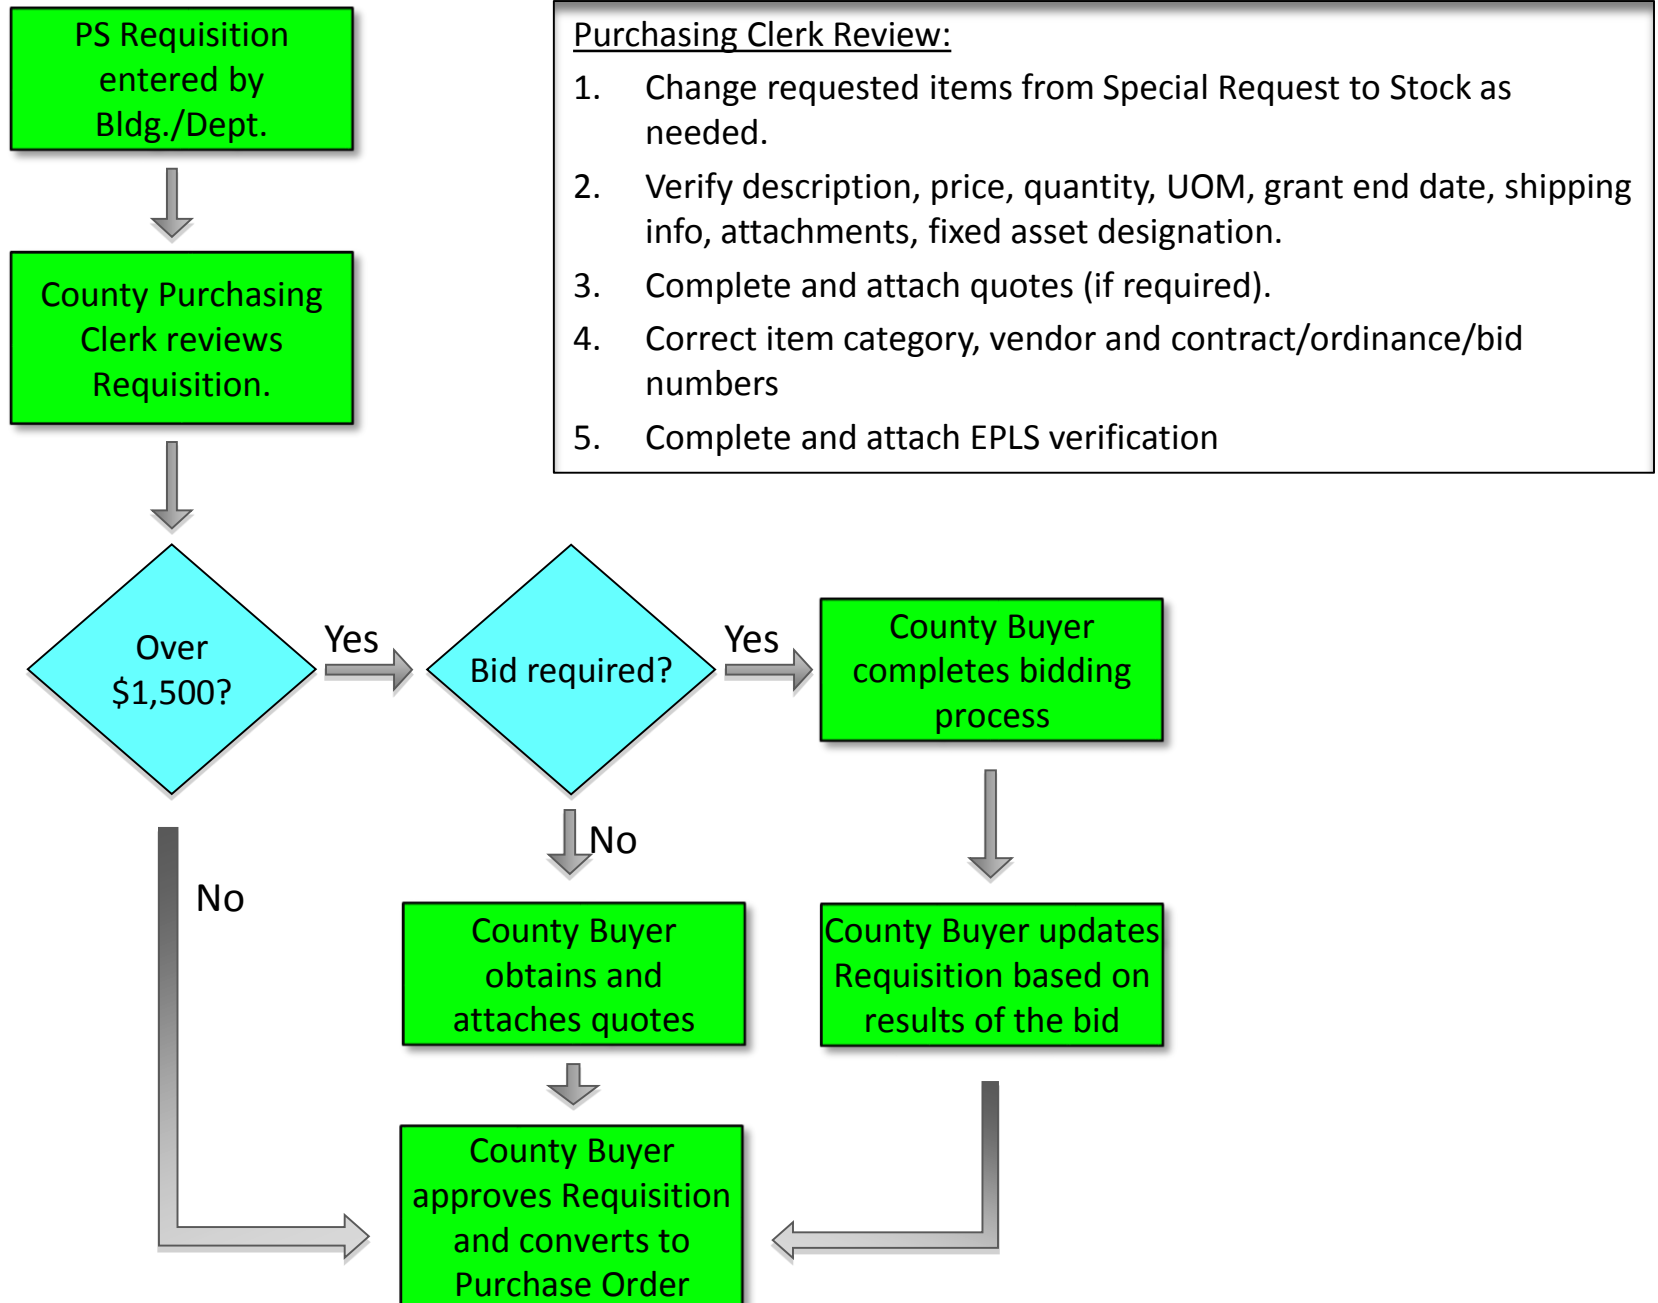 PS Requisition
entered by
Bldg./Dept.
Purchasing Clerk Review:
1. Change requested items from Special Request to Stock as
needed.
2. Verify description, price, quantity, UOM, grant end date, shipping
info, attachments, fixed asset designation.
3. Complete and attach quotes (if required).
4. Correct item category, vendor and contract/ordinance/bid
numbers
5. Complete and attach EPLS verification
County Purchasing
Clerk reviews
Requisition.
Over
$1,500?
Yes
Bid required?
Yes
County Buyer
completes bidding
process
No
No
County Buyer
obtains and
attaches quotes
County Buyer updates
Requisition based on
results of the bid
County Buyer
approves Requisition
and converts to
Purchase Order